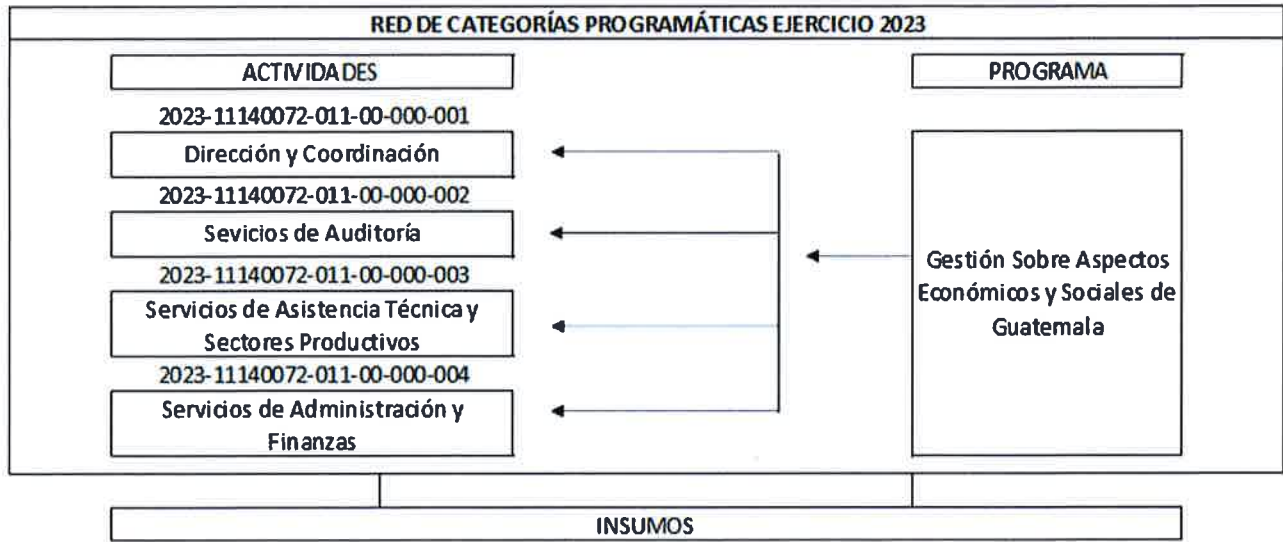 RED DE CATEGORÍAS PROGRAMÁTICAS EJERCICIO 2023
ACTIVIDADES
PROGRAMA
2023-11140072-011-00-000-001
Dirección y Coordinación
2023-11140072-011-00-000-002
Sevicios de Auditoría
2023-11140072-011-00-000-003
Servicios de Asistencia Técnica y
Sectores Productivos
2023-11140072-011-00-000-004
Servicios de Administración y
Finanzas
Gestión Sobre Aspectos
Económicos y Sociales de
Guatemala
INSUMOS